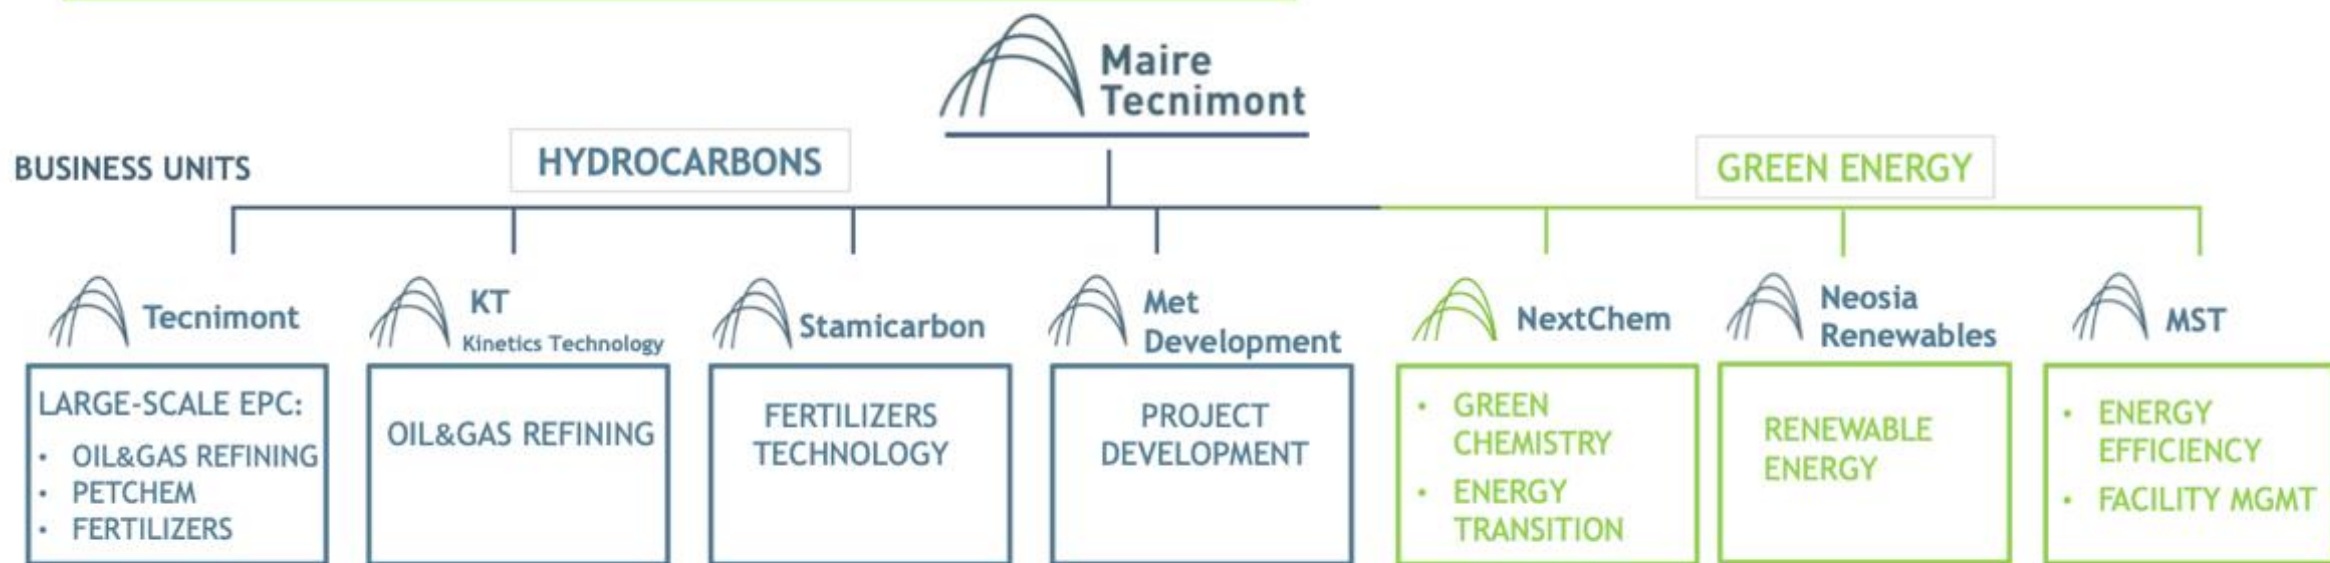 Maire
Tecnimont
BUSINESS UNITS
HYDROCARBONS
GREEN ENERGY
Tecnimont
KT
Kinetics Technology
Stamicarbon
Met
Development
NextChem
Neosia
Renewables
MST
LARGE-SCALE EPC:
• OIL&GAS REFINING
• PETCHEM
• FERTILIZERS
OIL&GAS REFINING
FERTILIZERS
TECHNOLOGY
PROJECT
DEVELOPMENT
• GREEN
CHEMISTRY
• ENERGY
TRANSITION
RENEWABLE
ENERGY
• ENERGY
EFFICIENCY
• FACILITY MGMT